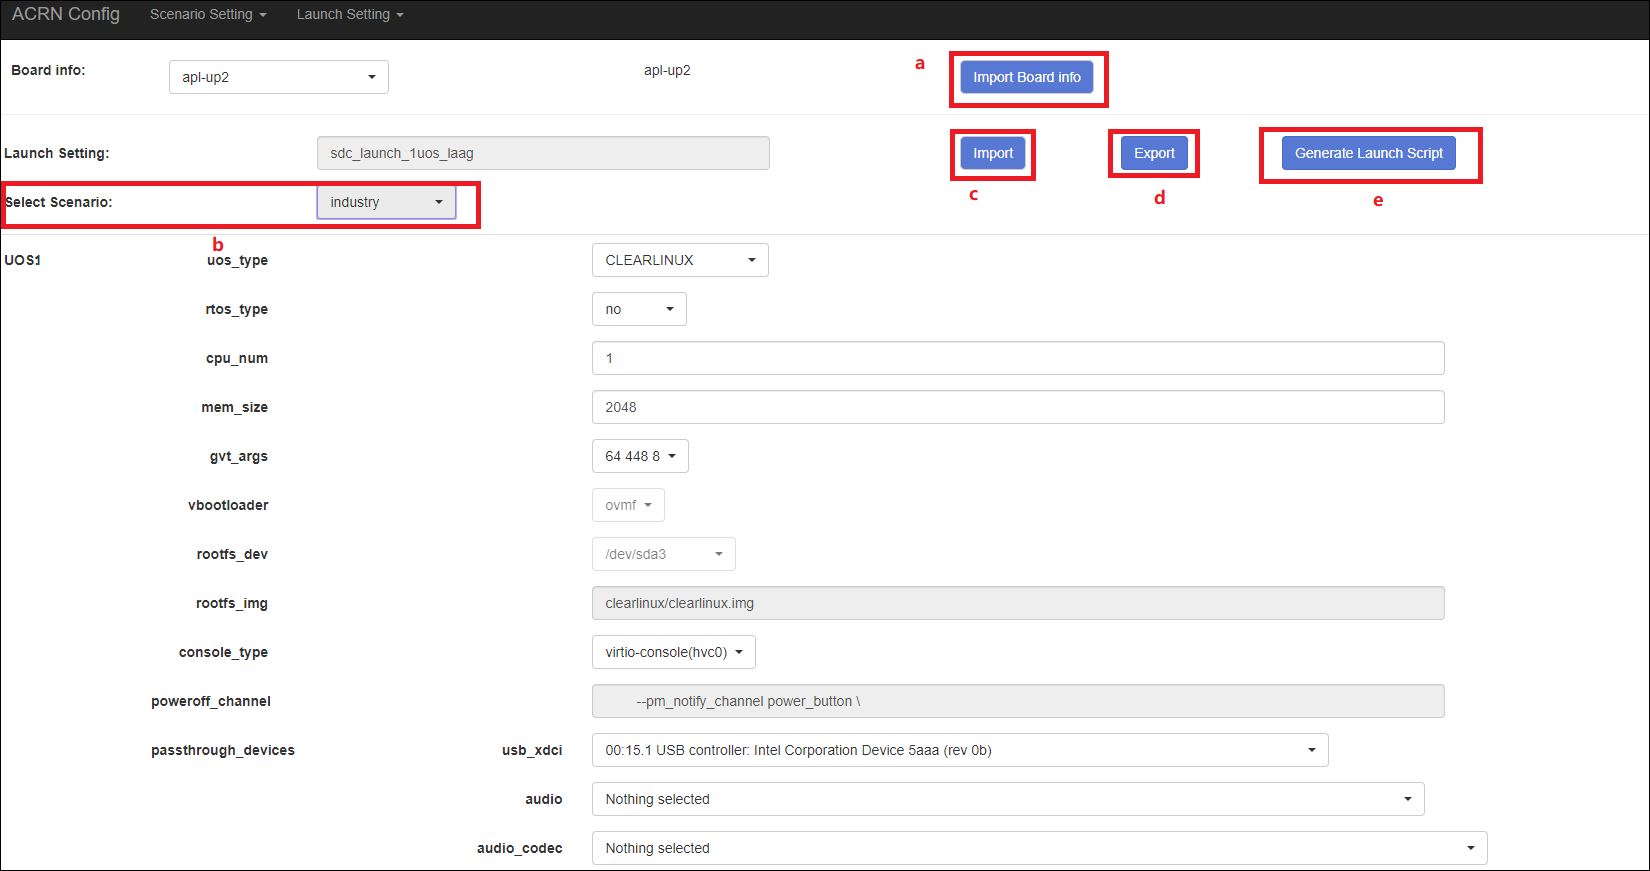 ACRN Config Scenario Setting Launch Setting
Board info: apl-up2 apl-up2 a Import Board info
Launch Setting: sdc_launch_1uos_laag Import Export Generate Launch Script
c d e
Select Scenario: industry
b
UOS1 uos_type CLEARLINUX
rtos_type no
cpu_num 1
mem_size 2048
gvt_args 64 448 8
vbootloader ovmf
rootfs_dev /dev/sda3
rootfs_img clearlinux/clearlinux.img
console_type virtio-console(hvc0)
poweroff_channel --pm_notify_channel power_button \
passthrough_devices usb_xdci 00:15.1 USB controller: Intel Corporation Device 5aaa (rev 0b)
audio Nothing selected
audio_codec Nothing selected